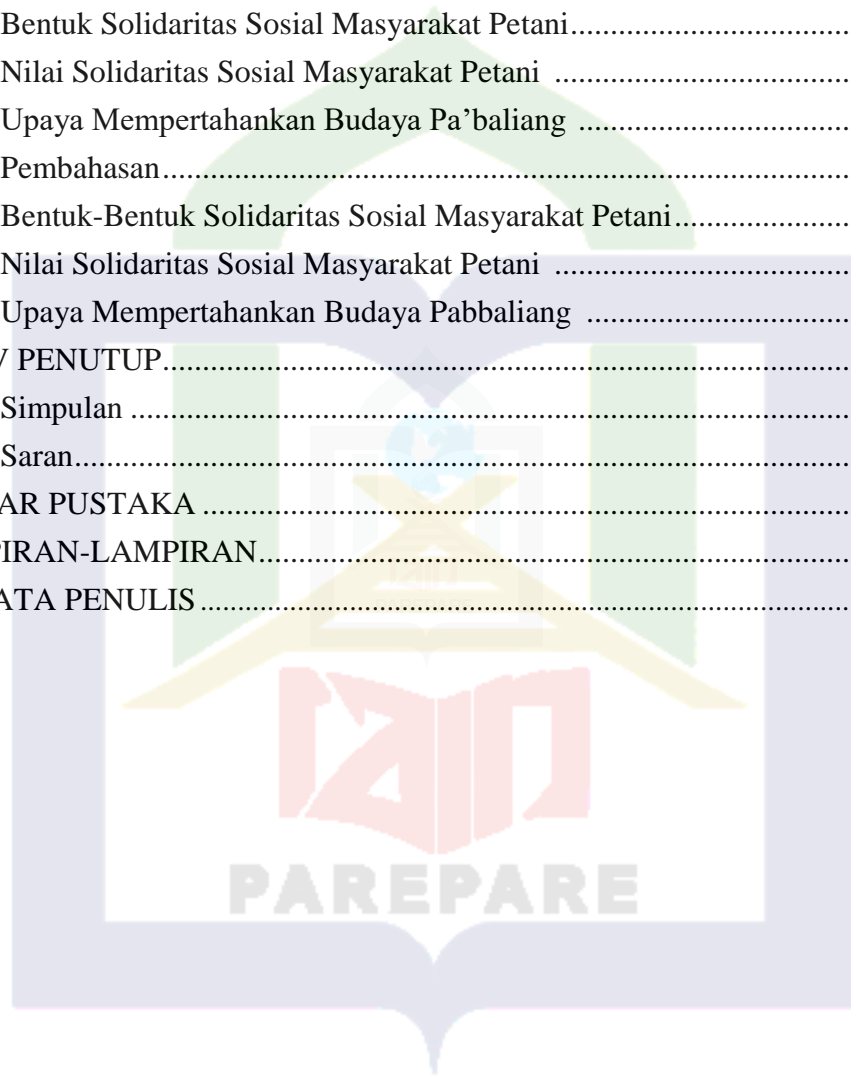 Bentuk Solidaritas Sosial Masyarakat Petani...................................
Nilai Solidaritas Sosial Masyarakat Petani .....................................
Upaya Mempertahankan Budaya Pa’baliang ..................................
Pembahasan.....................................................................................
Bentuk-Bentuk Solidaritas Sosial Masyarakat Petani......................
Nilai Solidaritas Sosial Masyarakat Petani .....................................
Upaya Mempertahankan Budaya Pabbaliang .................................
V PENUTUP.....................................................................................
Simpulan .........................................................................................
Saran................................................................................................
AR PUSTAKA .................................................................................
PIRAN-LAMPIRAN.........................................................................
ATA PENULIS .................................................................................
iain
PAREPARE